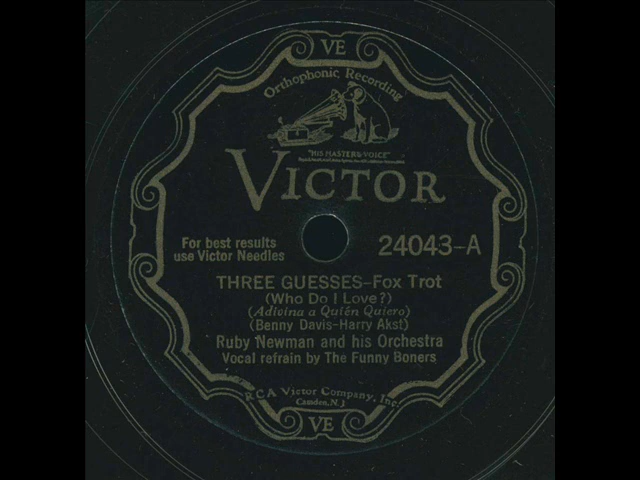 VE
Orthophonic Recording
"HIS MASTER'S VOICE"
VICTOR
For best results
use Victor Needles
24043-A
THREE GUESSES-Fox Trot
(Who Do I Love?)
(Adivina a Quién Quiero)
(Benny Davis-Harry Akst)
Ruby Newman and his Orchestra
Vocal refrain by The Funny Boners
RCA Victor Company, Inc.
Camden, N.J.
VE